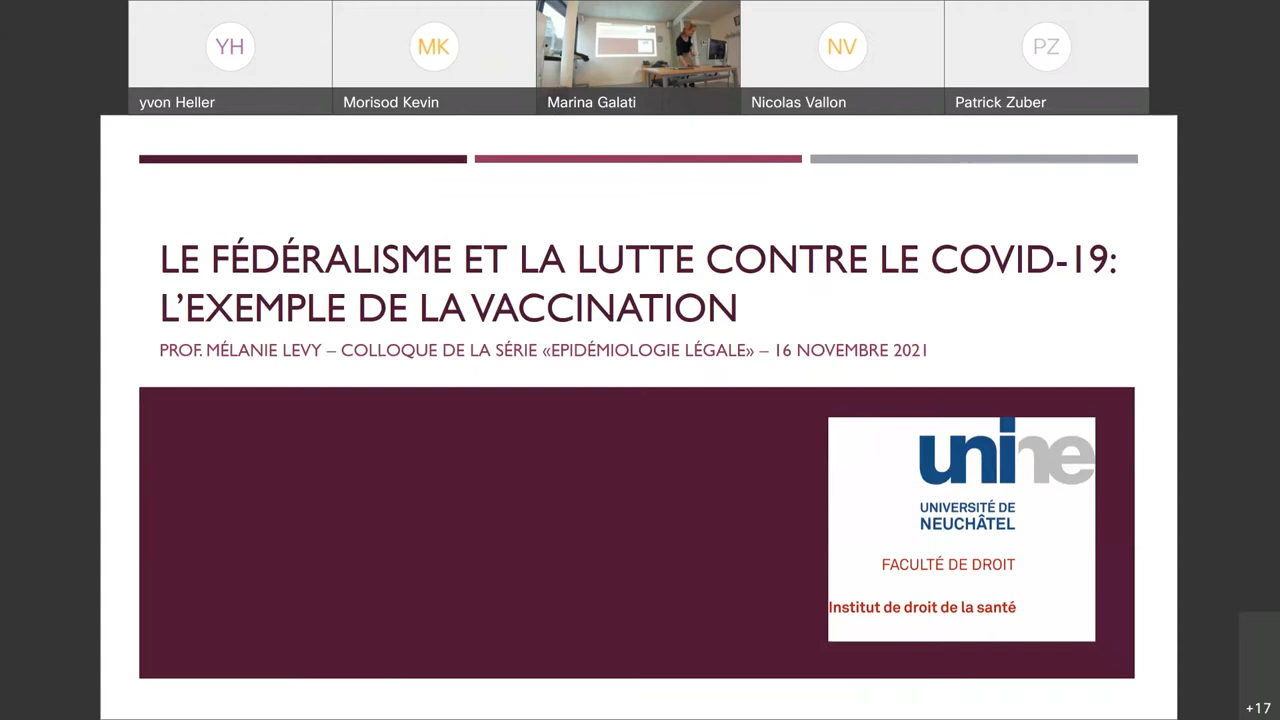 YH
MK
NV
PZ
yvon Heller
Morisod Kevin
Marina Galati
Nicolas Vallon
Patrick Zuber
LE FÉDÉRALISME ET LA LUTTE CONTRE LE COVID-19:
L’EXEMPLE DE LA VACCINATION
PROF. MÉLANIE LEVY – COLLOQUE DE LA SÉRIE «EPIDÉMIOLOGIE LÉGALE» – 16 NOVEMBRE 2021
unine
UNIVERSITÉ DE
NEUCHÂTEL
FACULTÉ DE DROIT
Institut de droit de la santé
+17